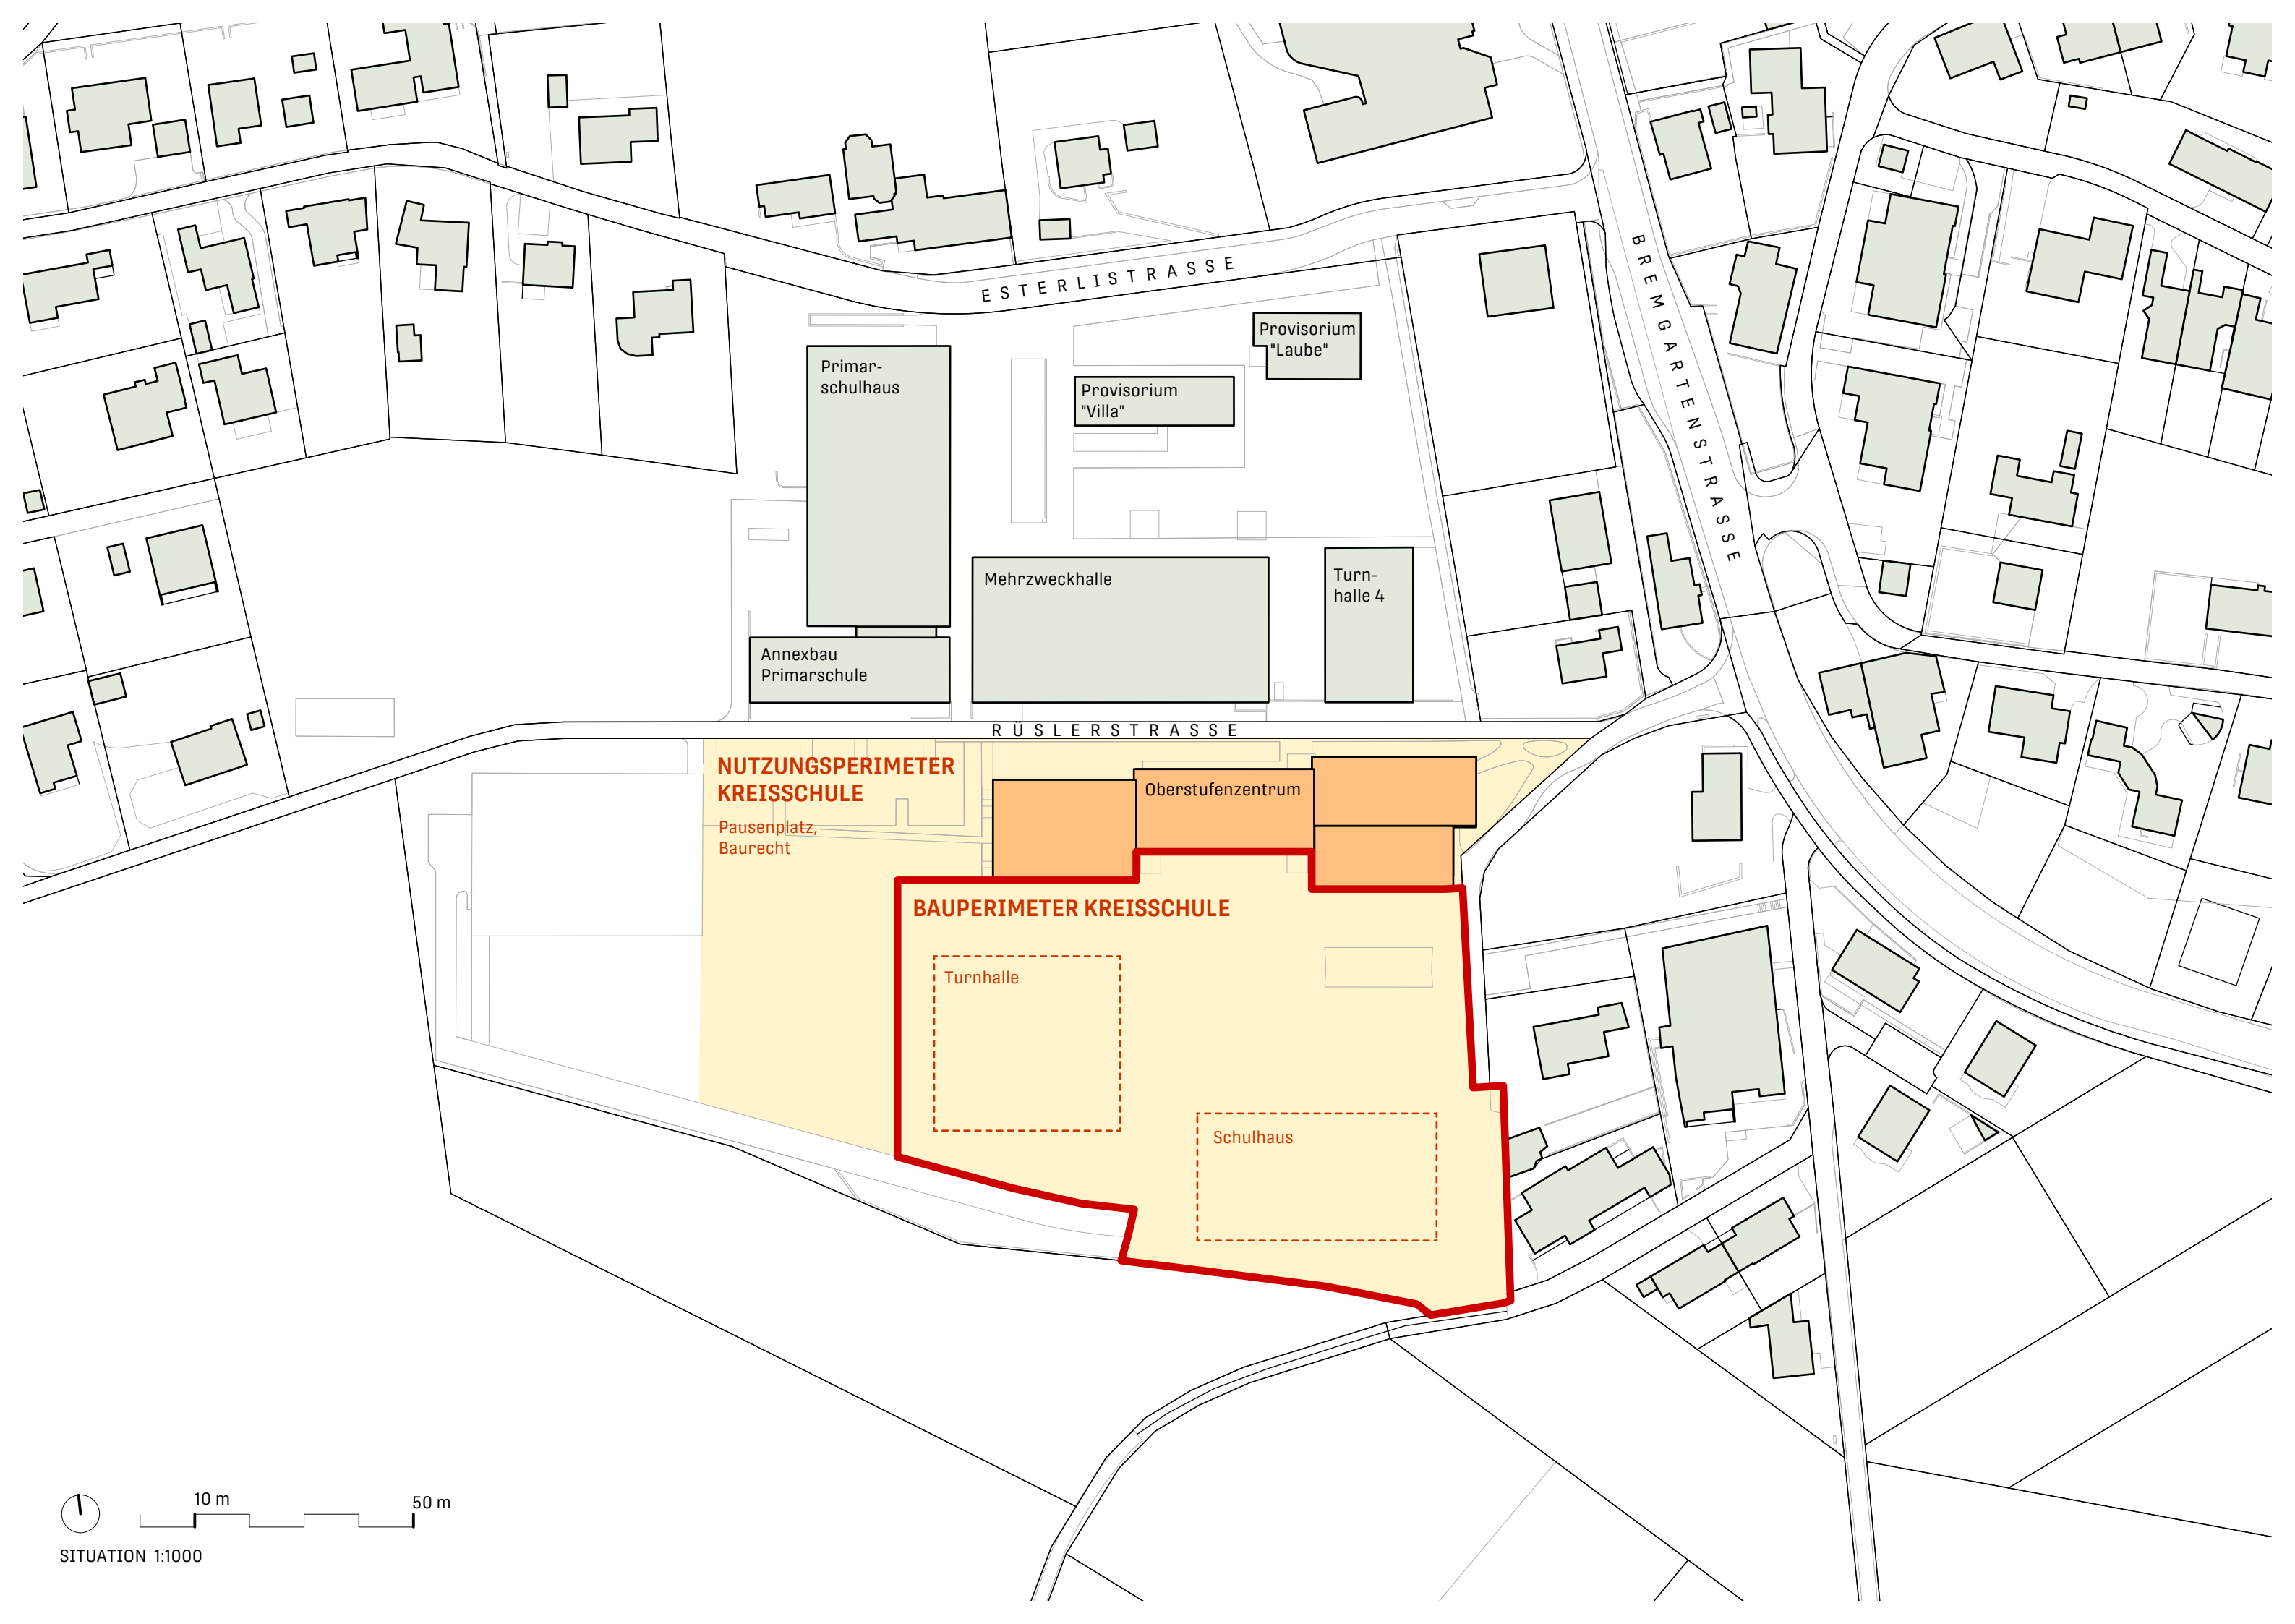 ESTERLISTRASSE
BREMGARTENSTRASSE
Provisorium
"Laube"
Primar-
schulhaus
Provisorium
"Villa"
Mehrzweckhalle
Turn-
halle 4
Annexbau
Primarschule
RÜSLERSTRASSE
NUTZUNGSPERIMETER
KREISSCHULE
Pausenplatz,
Baurecht
Oberstufenzentrum
BAUPERIMETER KREISSCHULE
Turnhalle
Schulhaus
10 m
50 m
SITUATION 1:1000